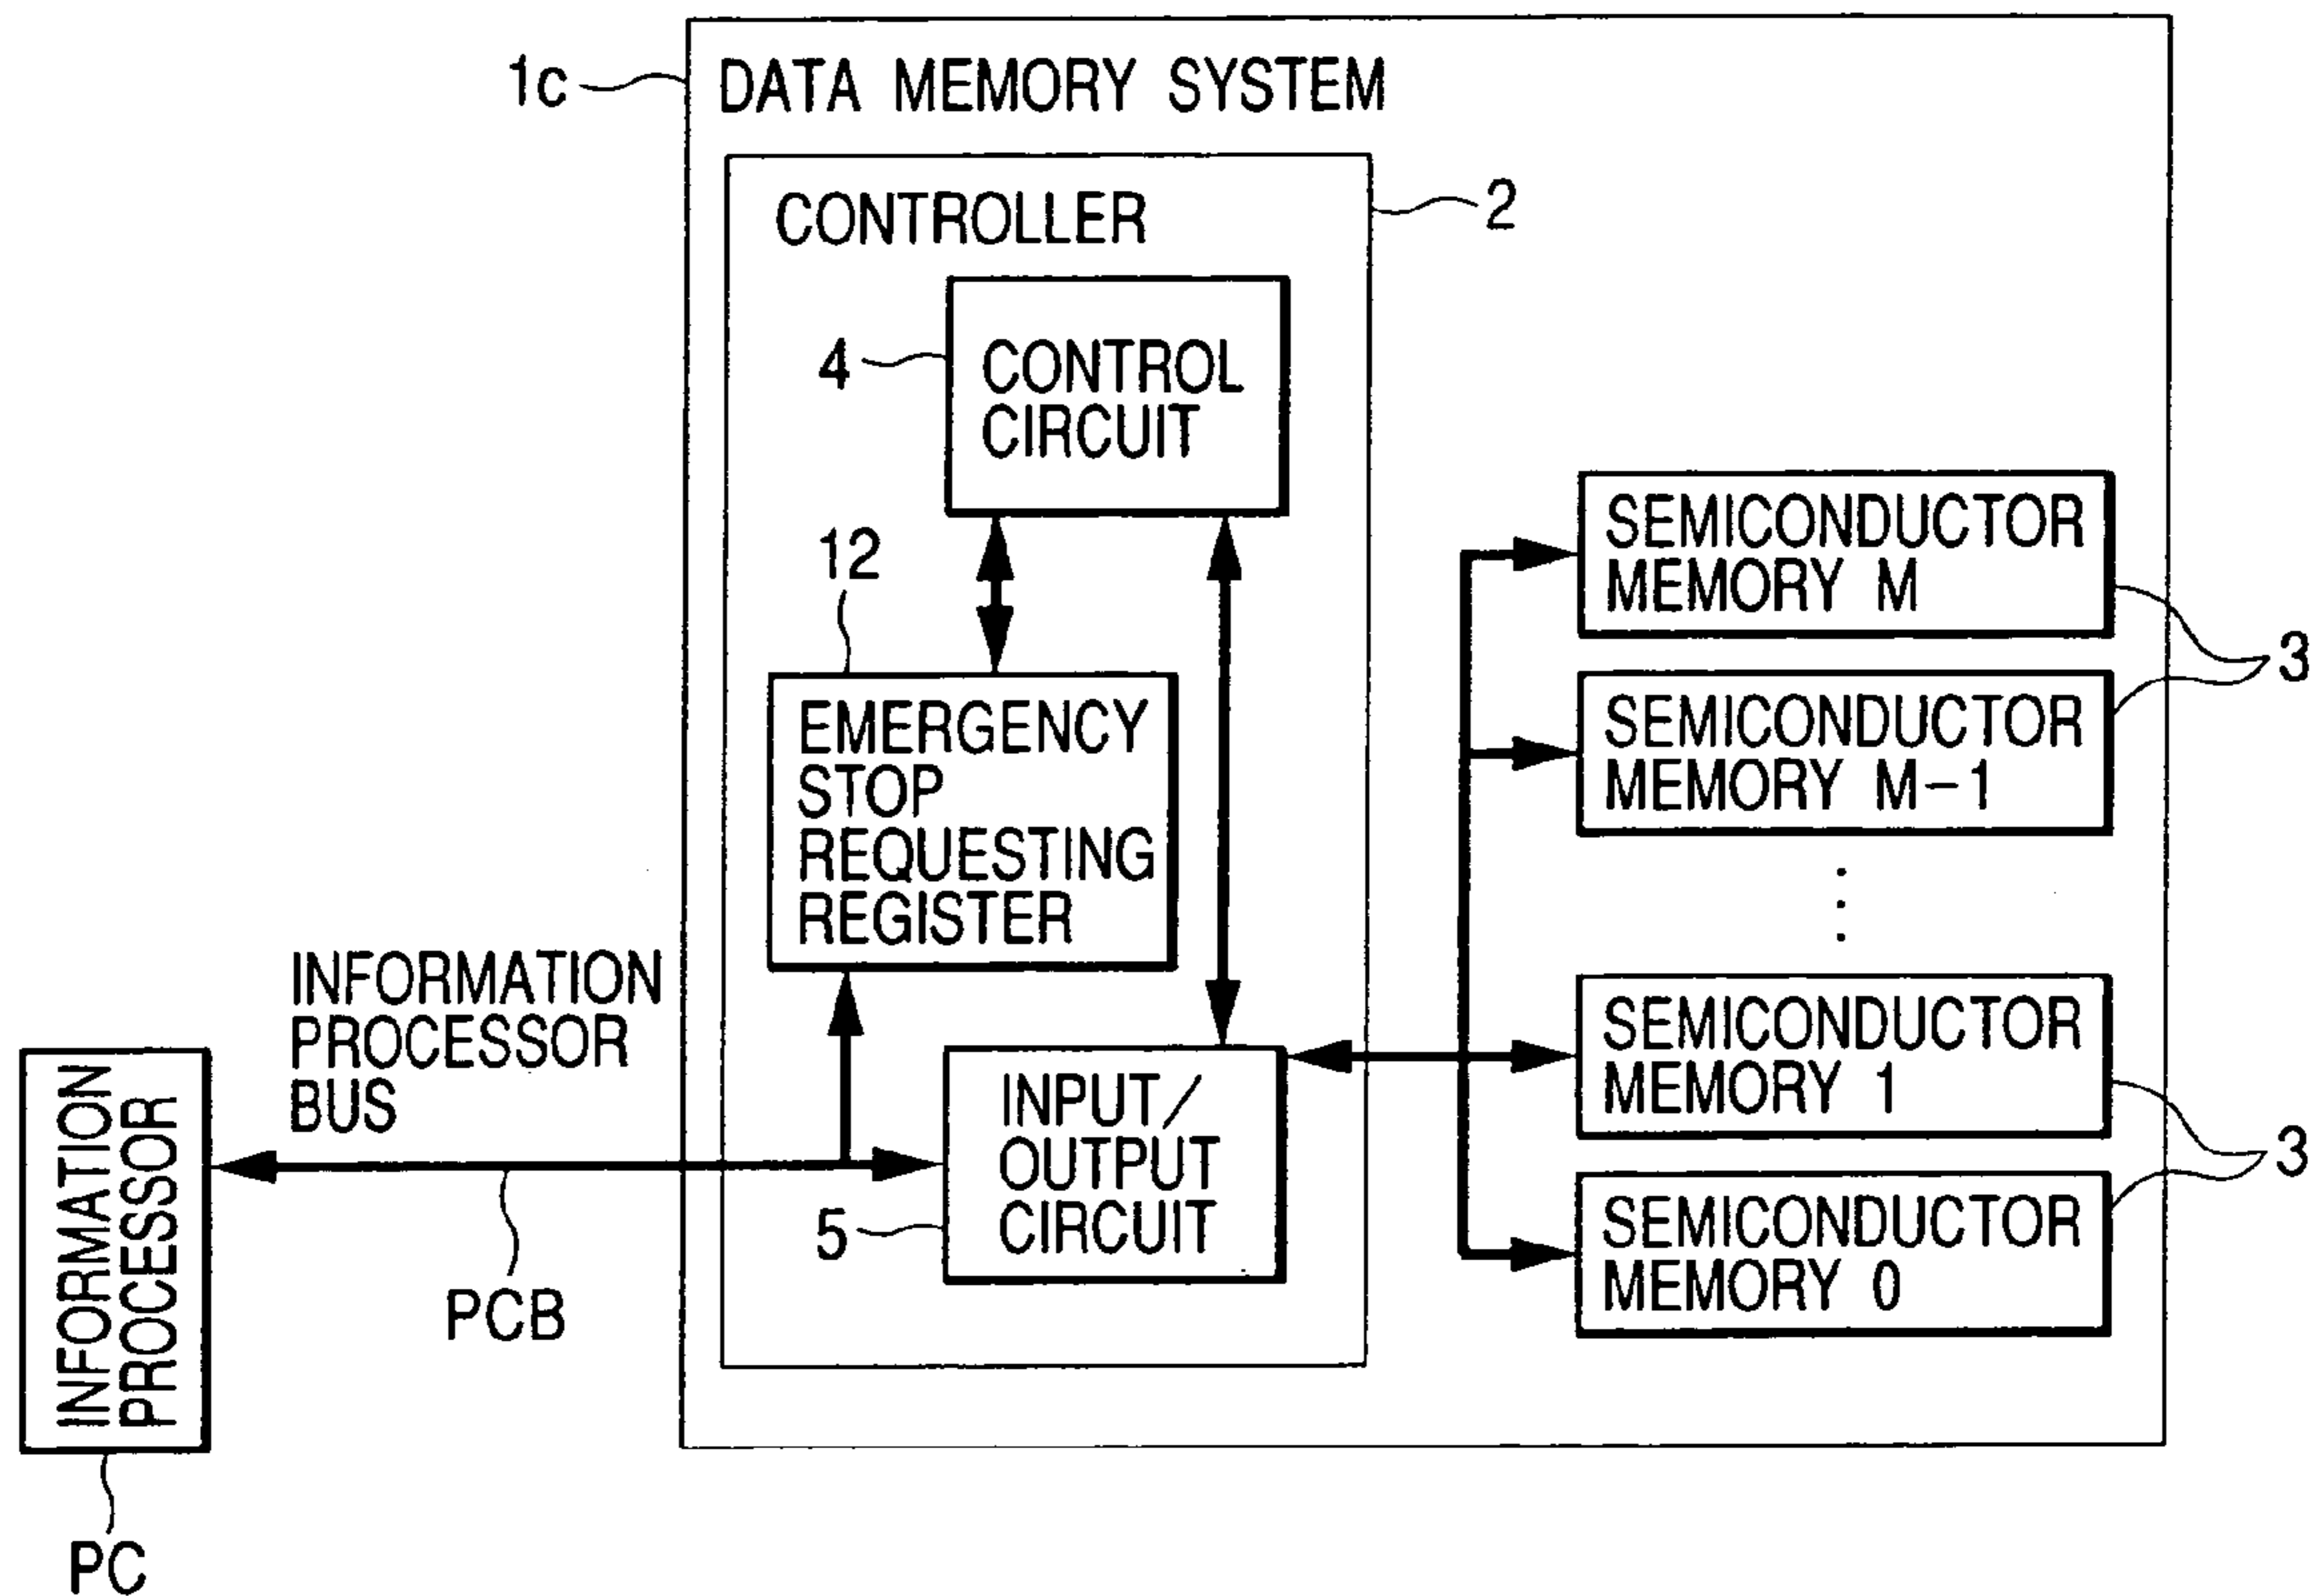 1c
DATA MEMORY SYSTEM
CONTROLLER
2
4
CONTROL
CIRCUIT
12
EMERGENCY
STOP
REQUESTING
REGISTER
SEMICONDUCTOR
MEMORY M
3
SEMICONDUCTOR
MEMORY M-1
INFORMATION
PROCESSOR
BUS
INFORMATION
PROCESSOR
PC
PCB
INPUT/
OUTPUT
CIRCUIT
5
SEMICONDUCTOR
MEMORY 1
3
SEMICONDUCTOR
MEMORY 0